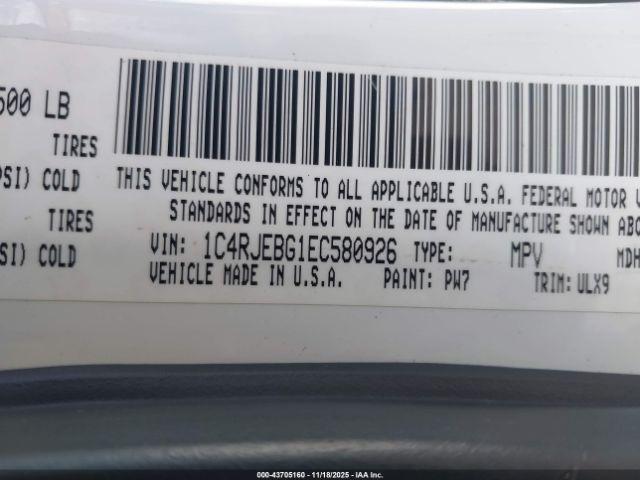 500 LB
TIRES
PSI) COLD
TIRES
SI) COLD
THIS VEHICLE CONFORMS TO ALL APPLICABLE U.S.A. FEDERAL MOTOR V
STANDARDS IN EFFECT ON THE DATE OF MANUFACTURE SHOWN ABO
VIN: 1C4RJEBG1EC580926 TYPE: MPV MDH
VEHICLE MADE IN U.S.A. PAINT: PW7 TRIM: ULX9
000-43705160 - 11/18/2025 - IAA Inc.